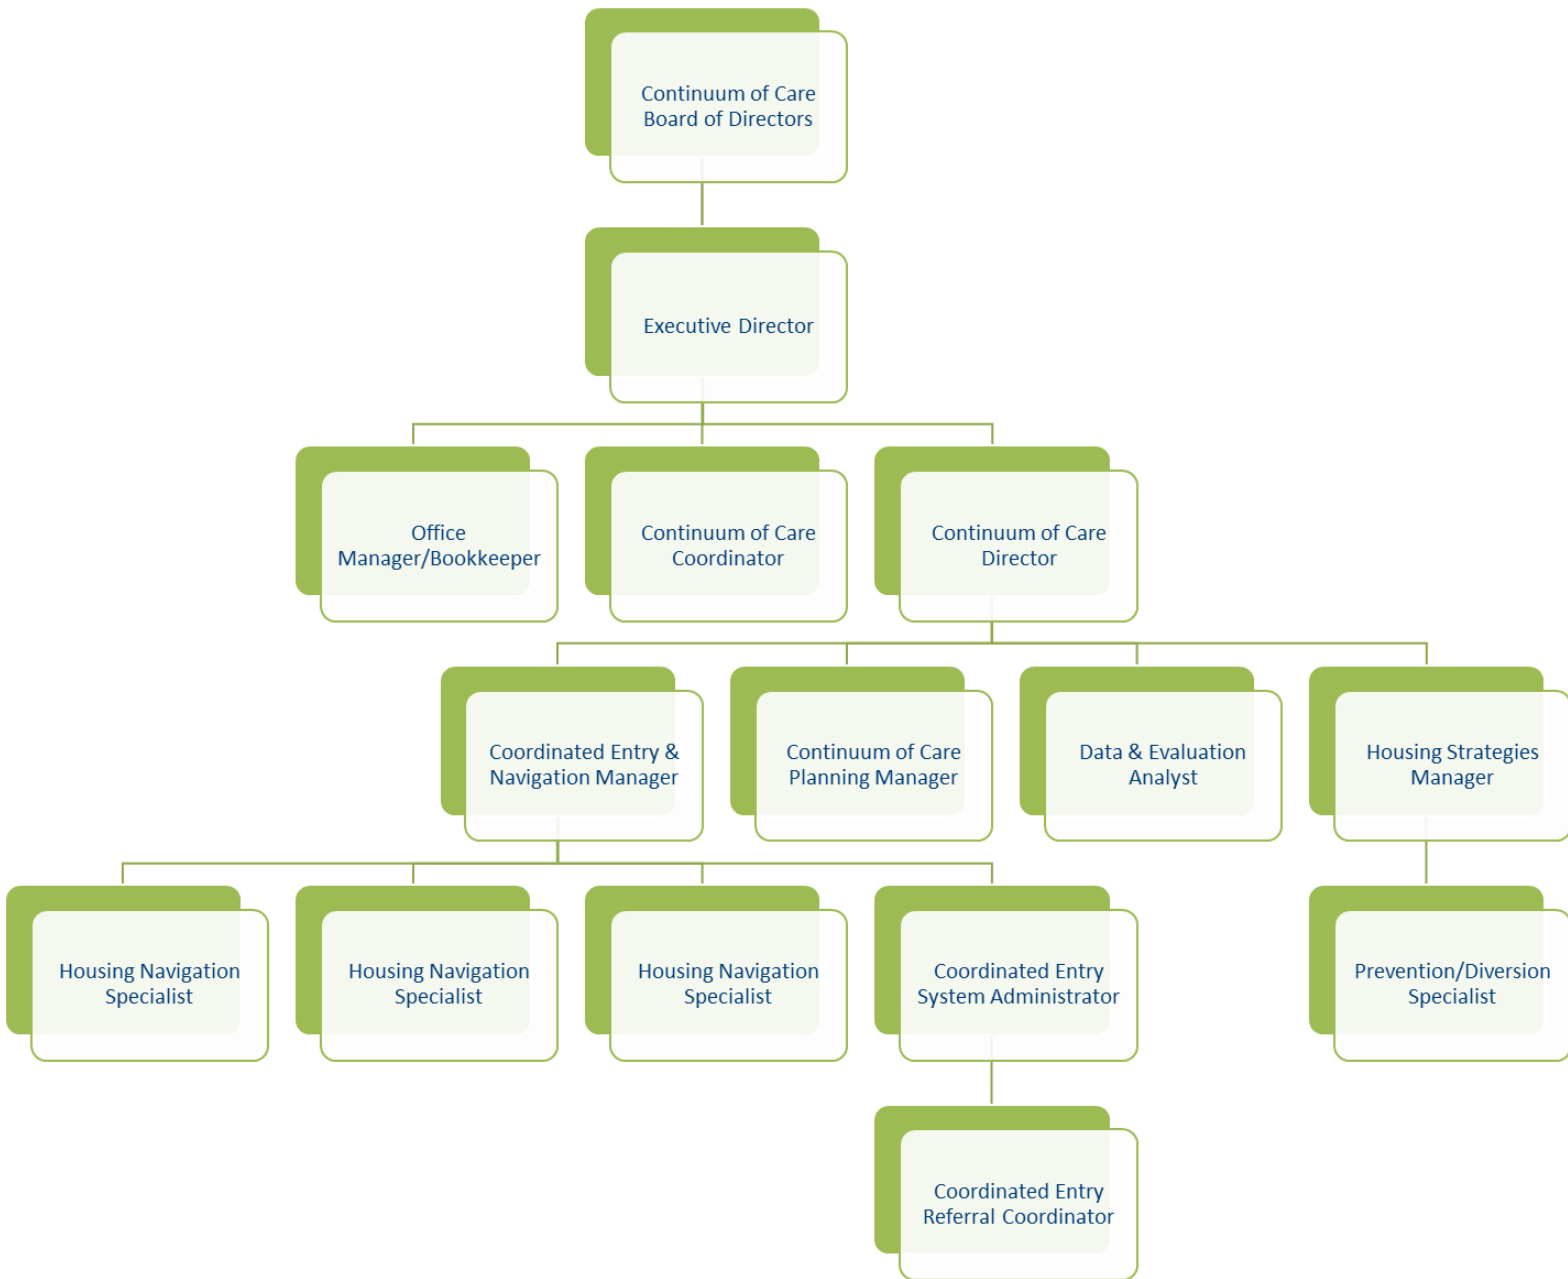 Continuum of Care
Board of Directors
Executive Director
Office
Manager/Bookkeeper
Continuum of Care
Coordinator
Continuum of Care
Director
Coordinated Entry &
Navigation Manager
Continuum of Care
Planning Manager
Data & Evaluation
Analyst
Housing Strategies
Manager
Housing Navigation
Specialist
Housing Navigation
Specialist
Housing Navigation
Specialist
Coordinated Entry
System Administrator
Prevention/Diversion
Specialist
Coordinated Entry
Referral Coordinator